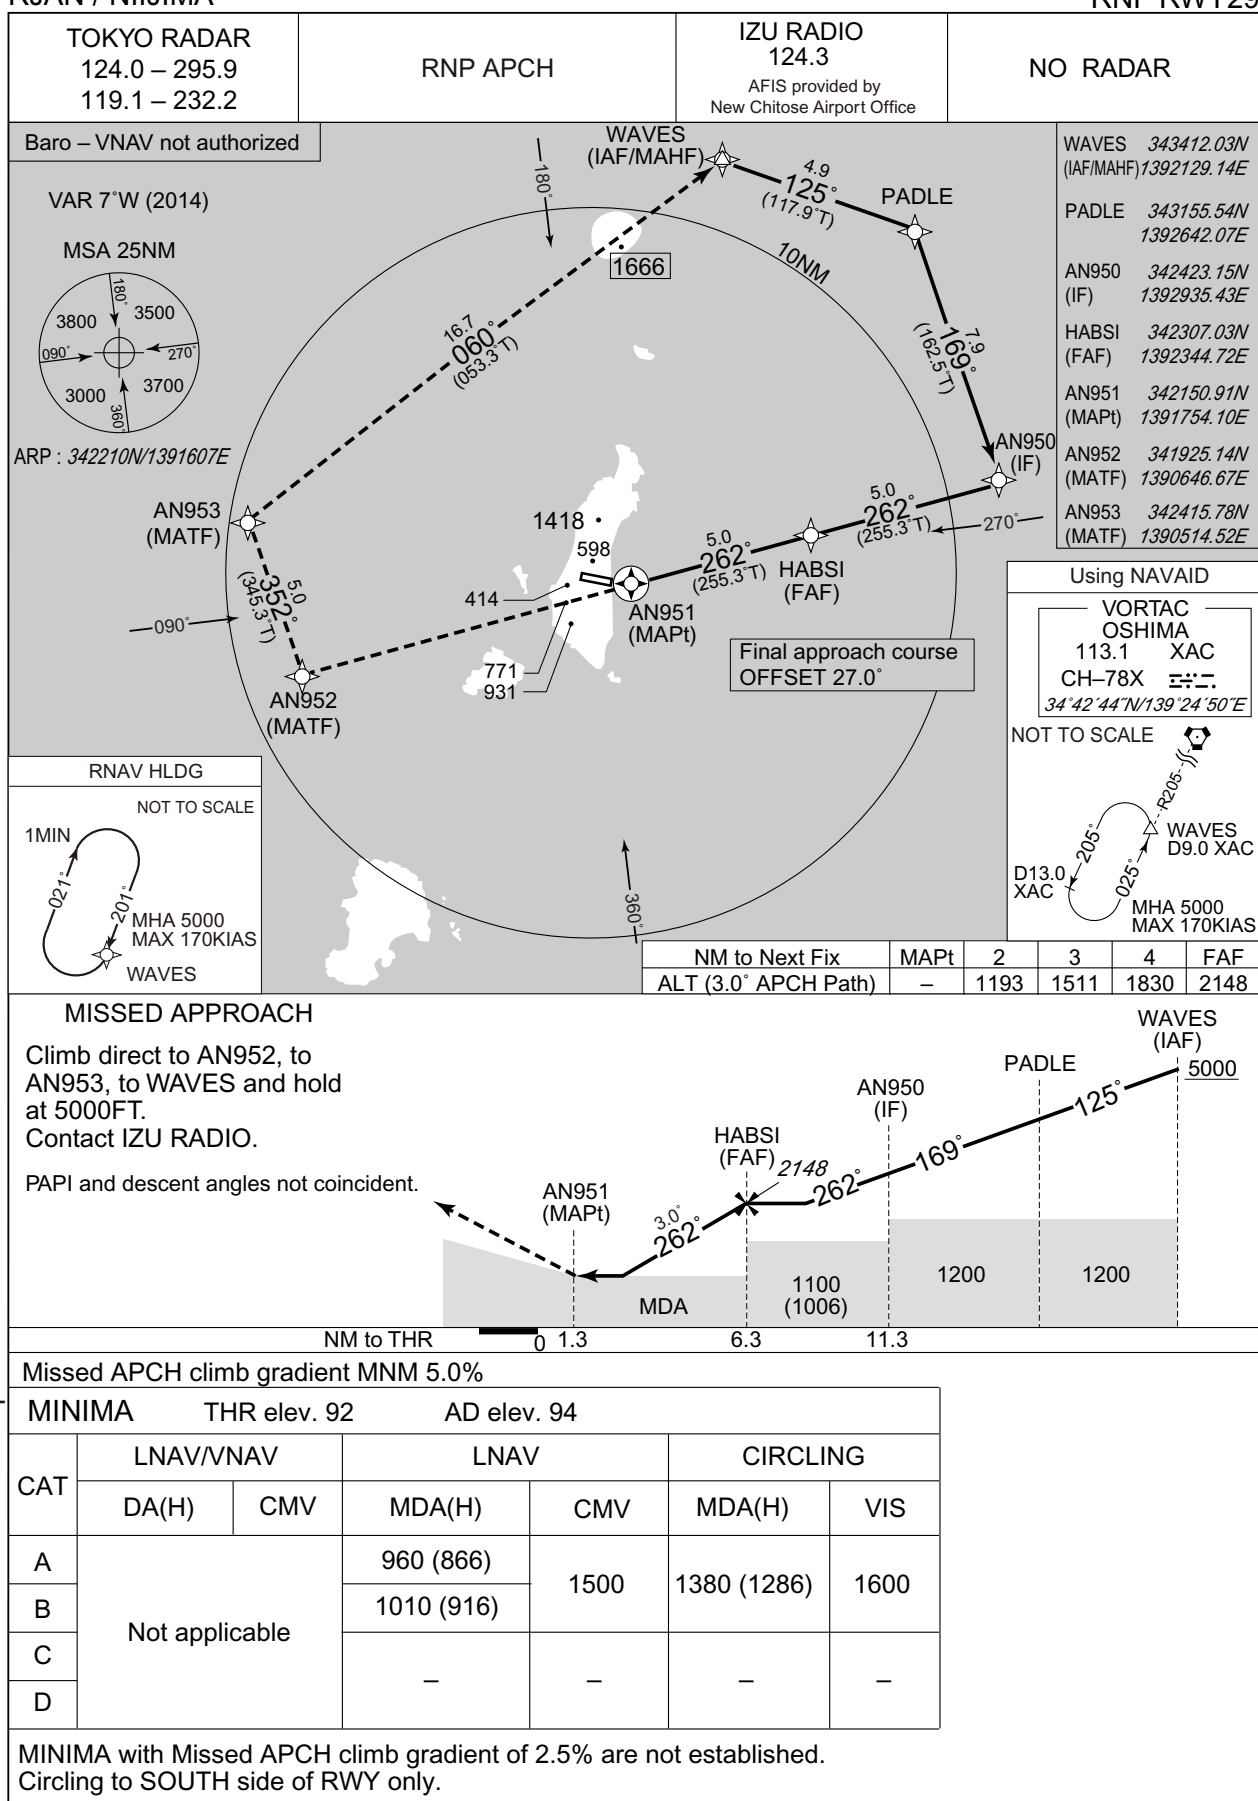 RJAN / NIIJIMA
RNP RWY29
TOKYO RADAR
124.0 – 295.9
119.1 – 232.2
RNP APCH
IZU RADIO
124.3
AFIS provided by
New Chitose Airport Office
NO RADAR
Baro – VNAV not authorized
VAR 7˚W (2014)
MSA 25NM
180˚
3800
3500
090˚
270˚
3000
3700
360˚
ARP : 342210N/1391607E
180˚
WAVES
(IAF/MAHF)
4.9
125˚
(117.9˚T)
PADLE
10NM
1666
16.7
060˚
(053.3˚T)
7.9
169˚
(162.5˚T)
AN950
(IF)
AN953
(MATF)
1418
598
414
771
931
5.0
262˚
(255.3˚T)
5.0
262˚
(255.3˚T)
270˚
HABSI
(FAF)
AN951
(MAPt)
5.0
352˚
(345.3˚T)
090˚
AN952
(MATF)
Final approach course
OFFSET 27.0˚
360˚
WAVES 343412.03N
(IAF/MAHF) 1392129.14E
PADLE 343155.54N
1392642.07E
AN950 342423.15N
(IF) 1392935.43E
HABSI 342307.03N
(FAF) 1392344.72E
AN951 342150.91N
(MAPt) 1391754.10E
AN952 341925.14N
(MATF) 1390646.67E
AN953 342415.78N
(MATF) 1390514.52E
Using NAVAID
VORTAC
OSHIMA
113.1 XAC
CH–78X
34˚42´44˝N/139˚24´50˝E
NOT TO SCALE
R205
205˚
025˚
WAVES
D9.0 XAC
D13.0
XAC
MHA 5000
MAX 170KIAS
RNAV HLDG
NOT TO SCALE
1MIN
021˚
201˚
MHA 5000
MAX 170KIAS
WAVES
NM to Next Fix MAPt 2 3 4 FAF
ALT (3.0˚ APCH Path) – 1193 1511 1830 2148
MISSED APPROACH
Climb direct to AN952, to
AN953, to WAVES and hold
at 5000FT.
Contact IZU RADIO.
PAPI and descent angles not coincident.
WAVES
(IAF)
5000
PADLE
125˚
AN950
(IF)
169˚
HABSI
(FAF)
2148
262˚
AN951
(MAPt)
3.0˚
262˚
MDA
1100
(1006)
1200
1200
NM to THR 0 1.3 6.3 11.3
Missed APCH climb gradient MNM 5.0%
MINIMA THR elev. 92 AD elev. 94
CAT LNAV/VNAV LNAV CIRCLING
DA(H) CMV MDA(H) CMV MDA(H) VIS
A Not applicable 960 (866) 1500 1380 (1286) 1600
B 1010 (916)
C – – – –
D
MINIMA with Missed APCH climb gradient of 2.5% are not established.
Circling to SOUTH side of RWY only.